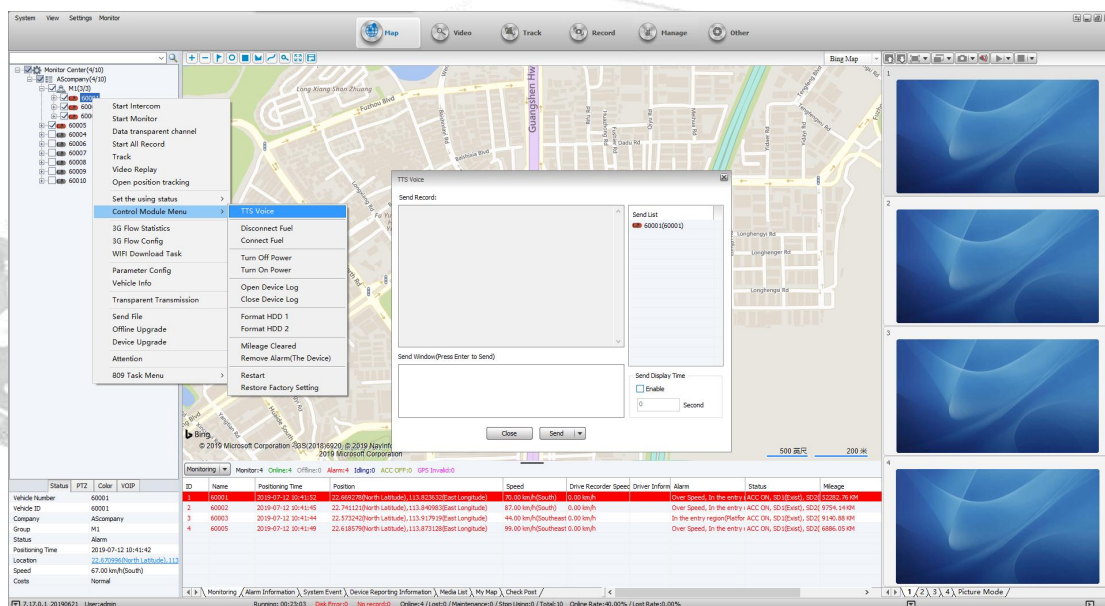 System View Settings Monitor
Map
Video
Track
Record
Manage
Other
Bing Map
Monitor Center(4/10)
AScompany(4/10)
M1(3/3)
60005
60004
60006
60007
60008
60009
60010
Start Intercom
Start Monitor
Data transparent channel
Start All Record
Track
Video Replay
Open position tracking
Set the using status >
Control Module Menu >
3G Flow Statistics
3G Flow Config
WIFI Download Task
Parameter Config
Vehicle Info
Transparent Transmission
Send File
Offline Upgrade
Device Upgrade
Attention
809 Task Menu >
TTS Voice
Disconnect Fuel
Connect Fuel
Turn Off Power
Turn On Power
Open Device Log
Close Device Log
Format HDD 1
Format HDD 2
Mileage Cleared
Remove Alarm(The Device)
Restart
Restore Factory Setting
Long Xiang Shan Zhuang
Fuzhou Blvd
Guangshen Hw
Dadu Rd
Longhengyi Rd
Longhenger Rd
Longhengsi Rd
TTS Voice
Send Record:
Send List
60001(60001)
Send Window(Press Enter to Send)
Send Display Time
Enable
0 Second
Close
Send
Bing
© 2019 Microsoft Corporation
2019 Microsoft Corporation
500 英尺 200 米
1
2
3
4
Monitoring Monitor:4 Online:4 Offline:0 Alarm:4 Idling:0 ACC OFF:0 GPS Invalid:0
ID Name Positioning Time Position Speed Drive Recorder Speed Driver Inform Alarm Status Mileage
1 60001 2019-07-12 10:41:52 22.669278(North Latitude),113.823632(East Longitude) 70.00 km/h(South) 0.00 km/h Over Speed, In the entry ACC ON, SD1(Exist), SD2( 52282.76 KM
2 60002 2019-07-12 10:41:45 22.741121(North Latitude),113.840983(East Longitude) 87.00 km/h(South) 0.00 km/h Over Speed, In the entry ACC ON, SD1(Exist), SD2( 9754.14 KM
3 60003 2019-07-12 10:41:44 22.573242(North Latitude),113.917919(East Longitude) 44.00 km/h(Southeast 0.00 km/h In the entry region(Platfor ACC ON, SD1(Exist), SD2( 9140.88 KM
4 60005 2019-07-12 10:41:49 22.618579(North Latitude),113.873128(East Longitude) 99.00 km/h(Southeast 0.00 km/h Over Speed, In the entry ACC ON, SD1(Exist), SD2( 6886.05 KM
Status PTZ Color VOIP
Vehicle Number 60001
Vehicle ID 60001
Company AScompany
Group M1
Status Alarm
Positioning Time 2019-07-12 10:41:42
Location 22.670996(North Latitude),113
Speed 67.00 km/h(South)
Costs Normal
Monitoring Alarm Information System Event Device Reporting Information Media List My Map Check Post
1 2 3 4 Picture Mode
7.17.0.1_20190621 User:admin Running: 00:23:03 Disk Error:0 No record:0 Online:4 / Lost:0 / Maintenance:0 / Stop Using:0 / Total:10 Online Rate:40.00% / Lost Rate:0.00%